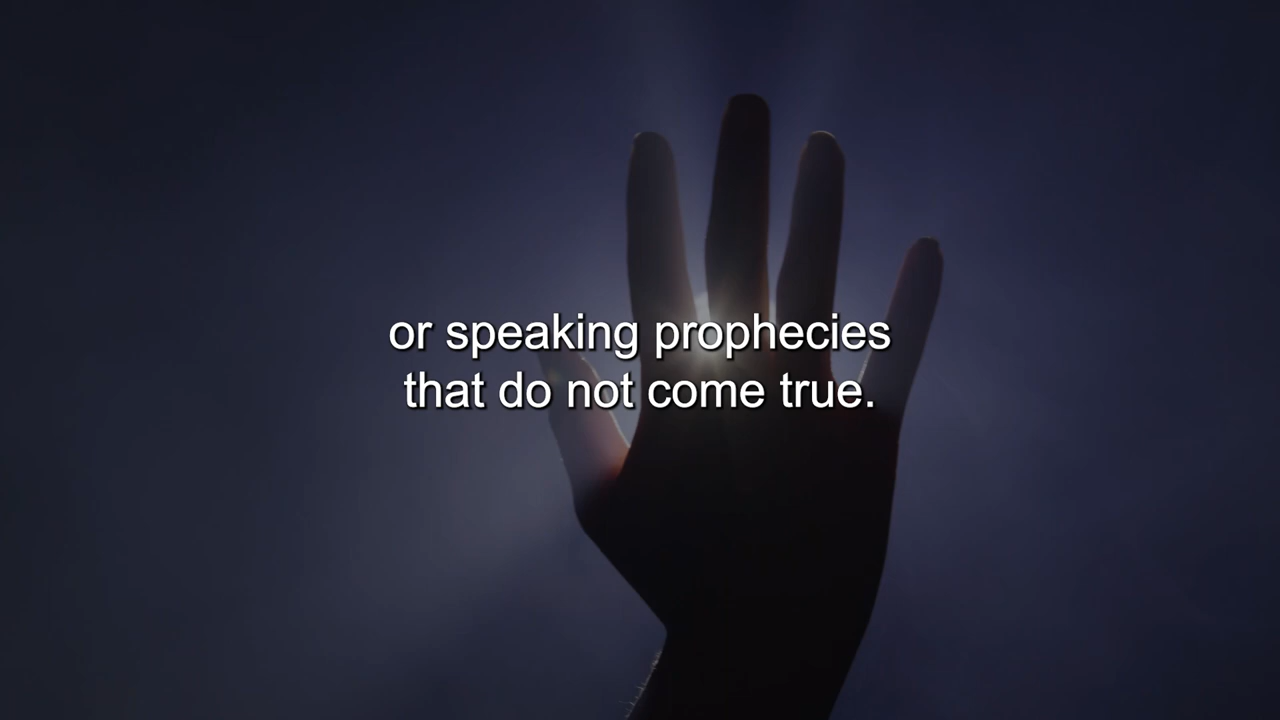 or speaking prophecies
that do not come true.